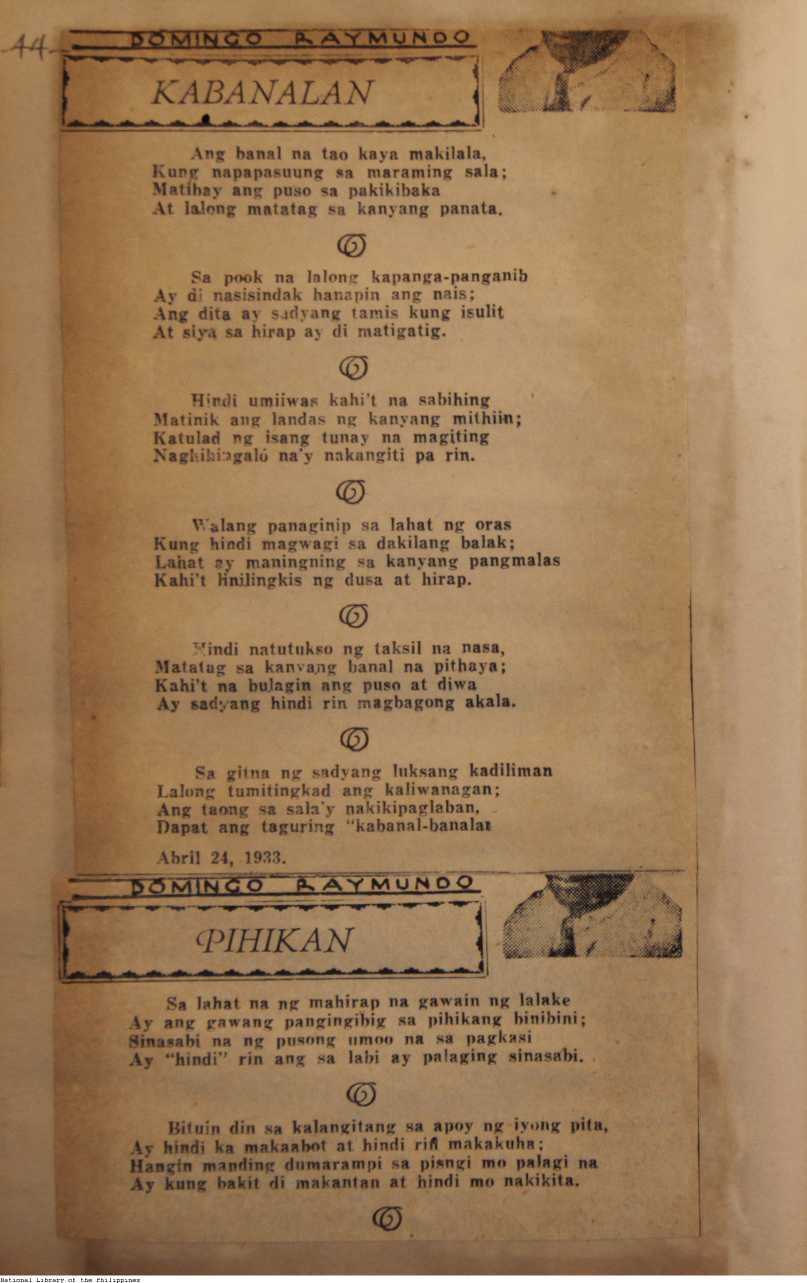 44
DOMINGO RAYMUNDO
KABANALAN
Ang banal na tao kaya makilala,
Kung napapasuung sa maraming sala;
Matibay ang puso sa pakikibaka
At lalong matatag sa kanyang panata.
Sa pook na lalong kapanga-panganib
Ay di nasisindak hanapin ang nais;
Ang dita ay sadyang tamis kung isulit
At siya sa hirap ay di matigatig.
Hindi umiiwas kahi't na sabihing
Matinik ang landas ng kanyang mithiin;
Katulad ng isang tunay na magiting
Naghihingaló na'y nakangiti pa rin.
Walang panaginip sa lahat ng oras
Kung hindi magwagi sa dakilang balak;
Lahat ay maningning sa kanyang pangmalas
Kahi't linilingkis ng dusa at hirap.
Hindi natutukso ng taksil na nasa,
Matatag sa kanyang banal na pithaya;
Kahi't na bulagin ang puso at diwa
Ay sadyang hindi rin magbagong akala.
Sa gitna ng sadyang luksang kadiliman
Lalong tumitingkad ang kaliwanagan;
Ang taong sa sala'y nakikipaglaban,
Dapat ang taguring "kabanal-banala
Abril 24, 1933.
DOMINGO RAYMUNDO
PIHIKAN
Sa lahat na ng mahirap na gawain ng lalake
Ay ang gawang pangingibig sa pihikang binibini;
Sinasabi na ng pusong umoo na sa pagkasi
Ay "hindi" rin ang sa labi ay palaging sinasabi.
Bituin din sa kalangitang sa apoy ng iyong pita,
Ay hindi ka makaabot at hindi rin makakuha;
Hangin manding dumarampi sa pisngi mo palagi na
Ay kung bakit di makantan at hindi mo nakikita.
National Library of the Philippines